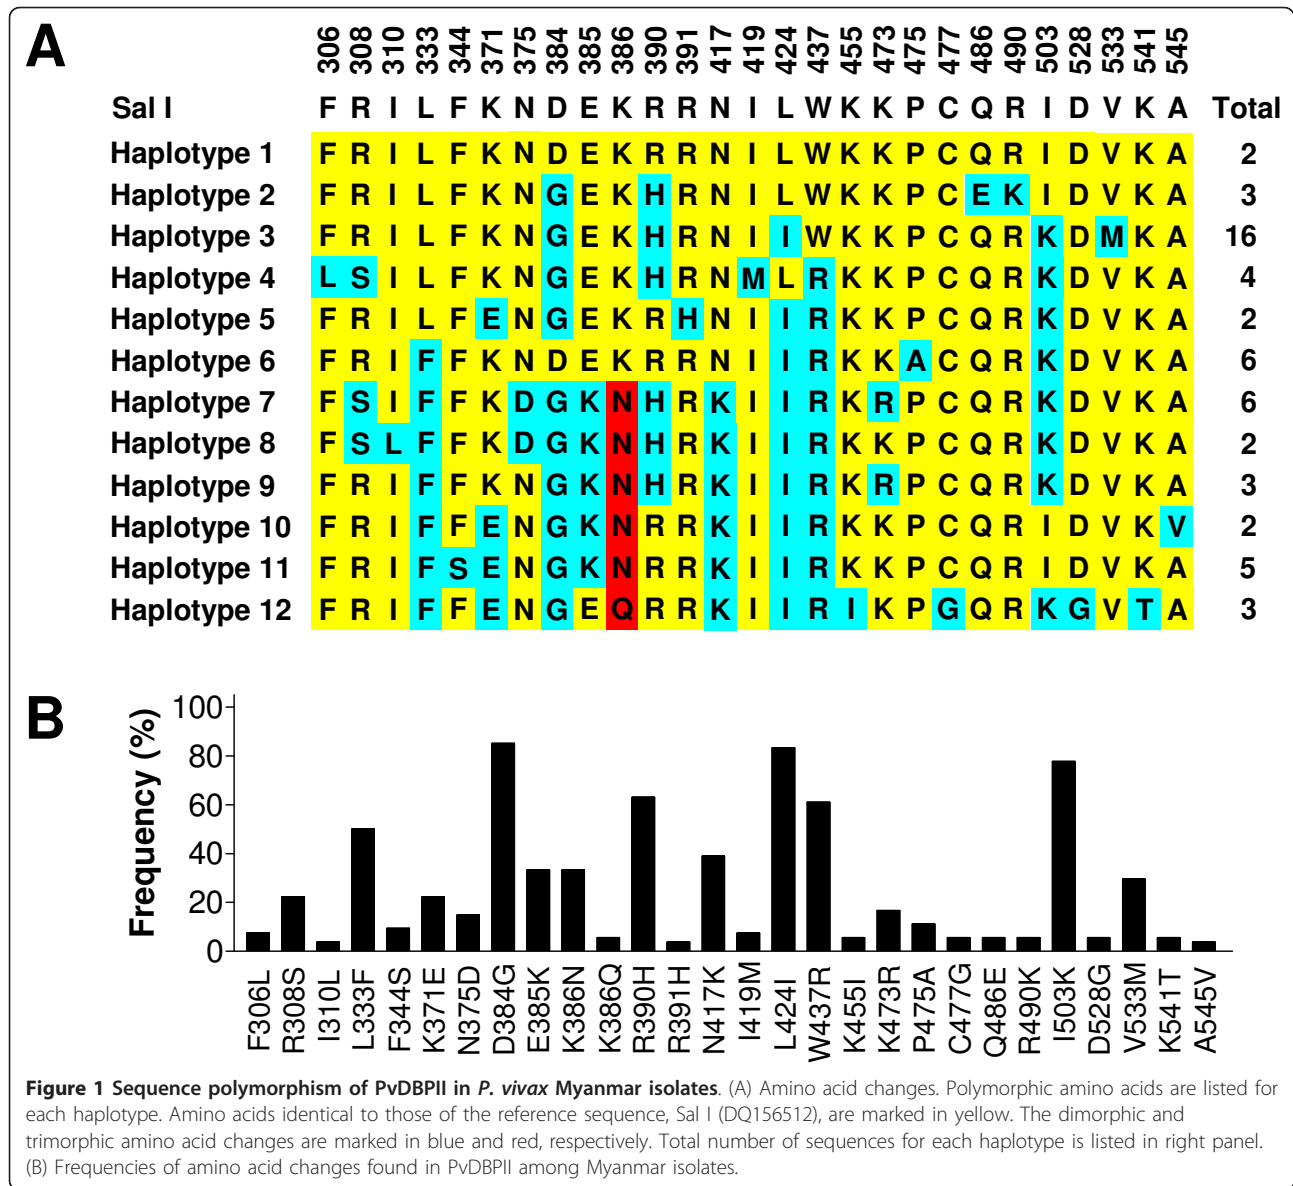 A
306 308 310 333 344 371 375 384 385 386 390 391 417 419 424 437 455 473 475 477 486 490 503 528 533 541 545
Sal I F R I L F K N D E K R R N I L W K K P C Q R I D V K A Total
Haplotype 1 F R I L F K N D E K R R N I L W K K P C Q R I D V K A 2
Haplotype 2 F R I L F K N G E K H R N I L W K K P C E K I D V K A 3
Haplotype 3 F R I L F K N G E K H R N I I W K K P C Q R K D M K A 16
Haplotype 4 L S I L F K N G E K H R N M L R K K P C Q R K D V K A 4
Haplotype 5 F R I L F E N G E K R H N I I R K K P C Q R K D V K A 2
Haplotype 6 F R I F F K N D E K R R N I I R K K A C Q R K D V K A 6
Haplotype 7 F S I F F K D G K N H R K I I R K R P C Q R K D V K A 6
Haplotype 8 F S L F F K D G K N H R K I I R K K P C Q R K D V K A 2
Haplotype 9 F R I F F K N G K N H R K I I R K R P C Q R K D V K A 3
Haplotype 10 F R I F F E N G K N R R K I I R K K P C Q R I D V K V 2
Haplotype 11 F R I F S E N G K N R R K I I R K K P C Q R I D V K A 5
Haplotype 12 F R I F F E N G E Q R R K I I R I K P G Q R K G V T A 3
B
Frequency (%)
100
80
60
40
20
0
F306L R308S I310L L333F F344S K371E N375D D384G E385K K386N K386Q R390H R391H N417K I419M L424I W437R K455I K473R P475A C477G Q486E R490K I503K D528G V533M K541T A545V
Figure 1 Sequence polymorphism of PvDBPII in P. vivax Myanmar isolates. (A) Amino acid changes. Polymorphic amino acids are listed for
each haplotype. Amino acids identical to those of the reference sequence, Sal I (DQ156512), are marked in yellow. The dimorphic and
trimorphic amino acid changes are marked in blue and red, respectively. Total number of sequences for each haplotype is listed in right panel.
(B) Frequencies of amino acid changes found in PvDBPII among Myanmar isolates.